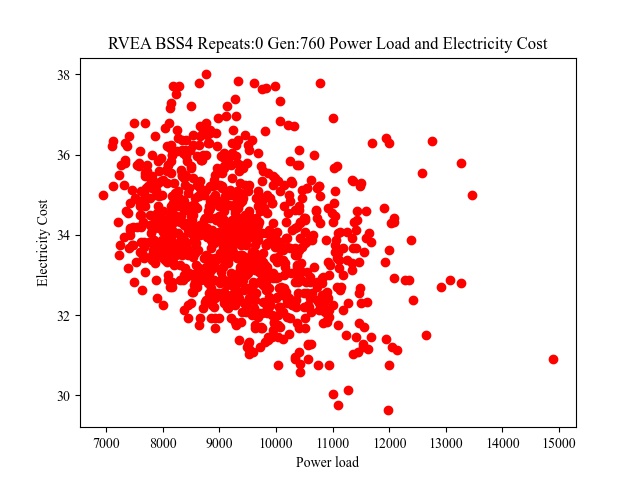 RVEA BSS4 Repeats:0 Gen:760 Power Load and Electricity Cost
38
36
34
32
30
Electricity Cost
7000 8000 9000 10000 11000 12000 13000 14000 15000
Power load